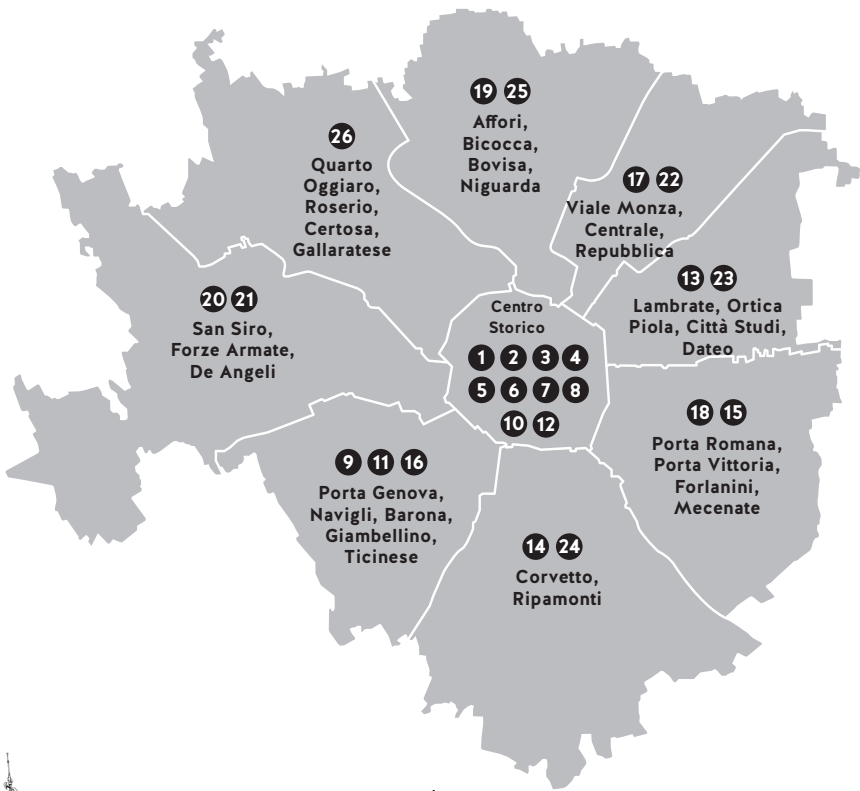 19 25
Affori,
Bicocca,
Bovisa,
Niguarda
26
Quarto
Oggiaro,
Roserio,
Certosa,
Gallaratese
17 22
Viale Monza,
Centrale,
Repubblica
13 23
Lambrate, Ortica
Piola, Città Studi,
Dateo
20 21
San Siro,
Forze Armate,
De Angeli
Centro
Storico
1 2 3 4
5 6 7 8
10 12
18 15
Porta Romana,
Porta Vittoria,
Forlanini,
Mecenate
9 11 16
Porta Genova,
Navigli, Barona,
Giambellino,
Ticinese
14 24
Corvetto,
Ripamonti